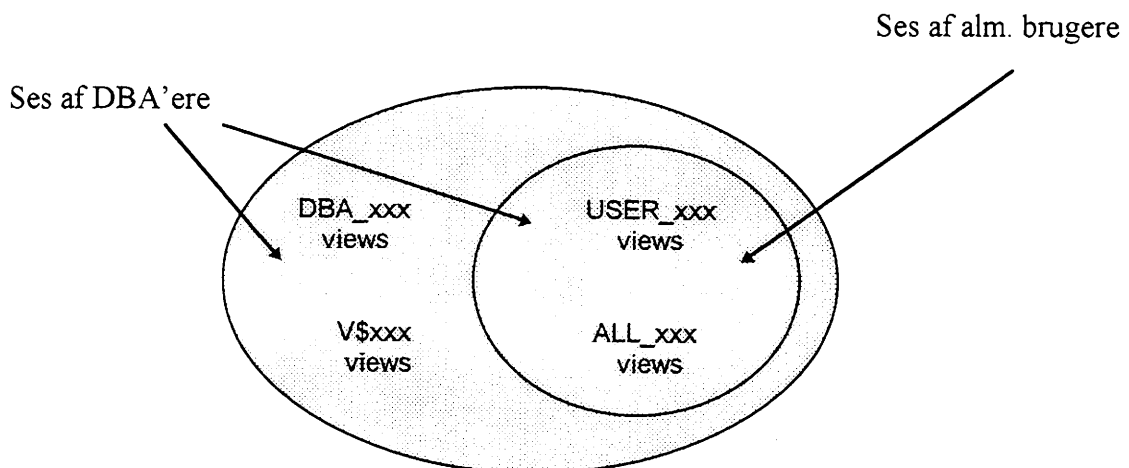 Ses af alm. brugere
Ses af DBA'ere
DBA_xxx
views
USER_xxx
views
V$xxx
views
ALL_xxx
views